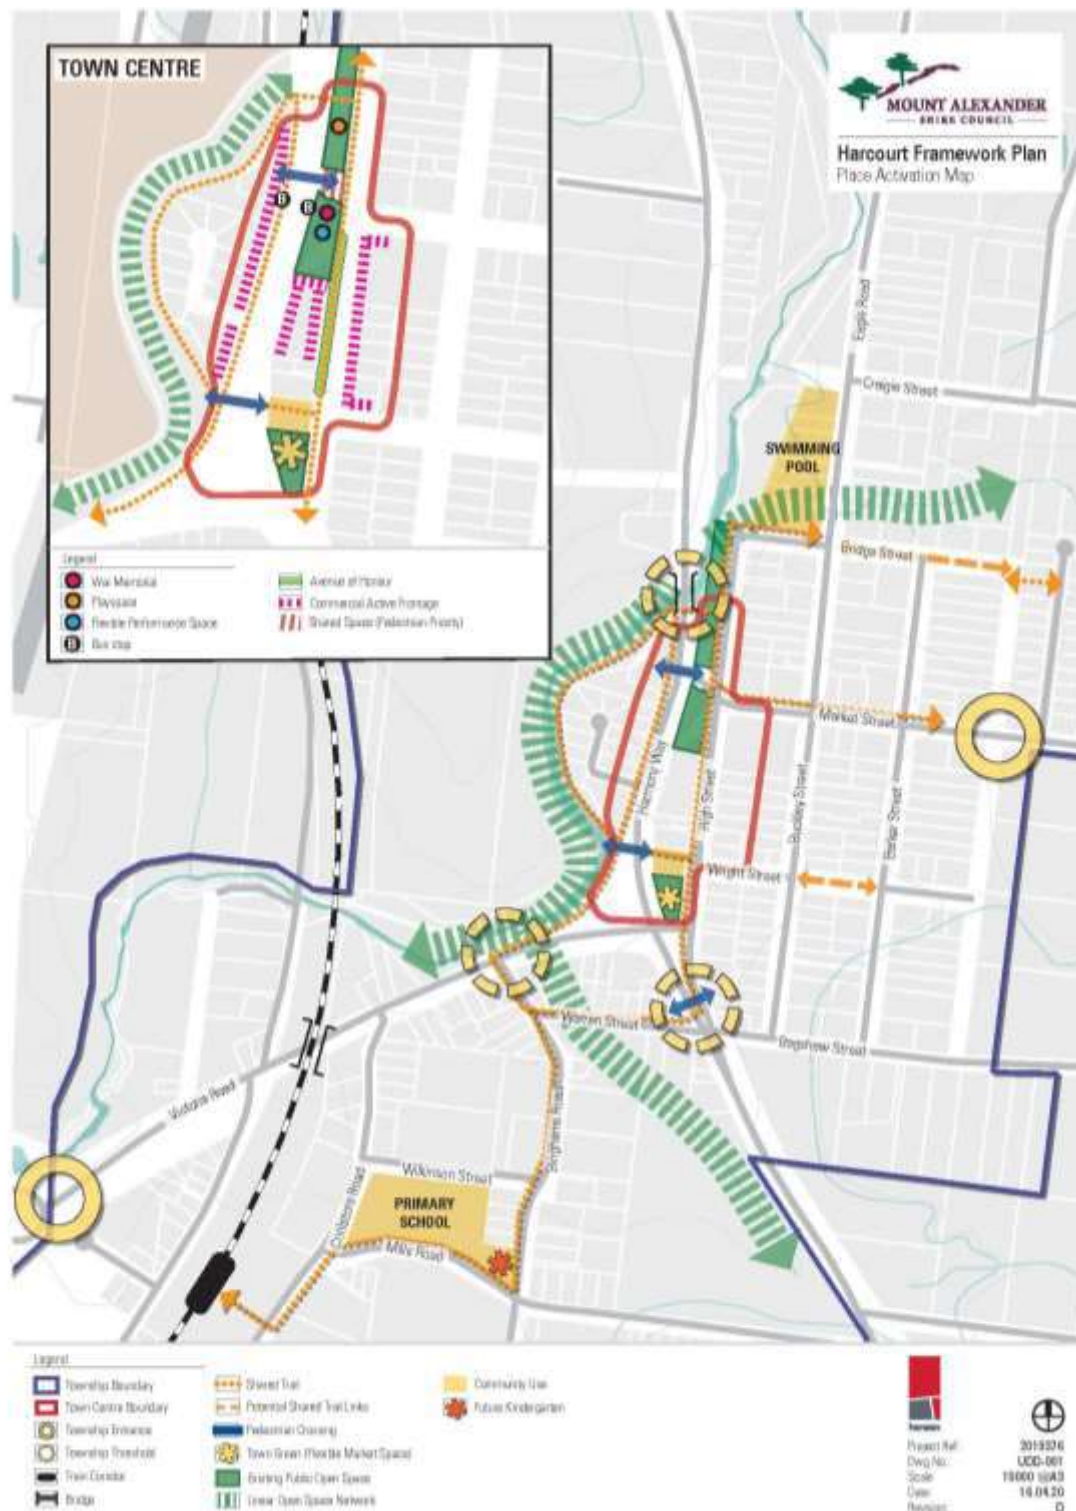 TOWN CENTRE
B
B
Legend
War Memorial
Playspace
Flexible Performance Space
B Bus stop
Avenue of Honour
Commercial Active Frontage
Shared Space (Pedestrian Priority)
MOUNT ALEXANDER
SHIRE COUNCIL
Harcourt Framework Plan
Place Activation Map
Eagle Road
Craigie Street
SWIMMING
POOL
Bridge Street
Market Street
Harmony Way
High Street
Buckley Street
Barker Street
Wright Street
Warren Street
Bagshaw Street
Victoria Road
Binghams Road
Wilkinson Street
PRIMARY
SCHOOL
Mills Road
Legend
Township Boundary
Town Centre Boundary
Township Entrance
Township Threshold
Train Corridor
Bridge
Shared Trail
Potential Shared Trail Links
Pedestrian Crossing
Town Green (Flexible Market Space)
Existing Public Open Space
Linear Open Space Network
Community Use
Future Kindergarten
hansen
Project Ref: 2019376
Dwg No.: UDD-001
Scale @A3
Date: 16.04.20
Revision: D